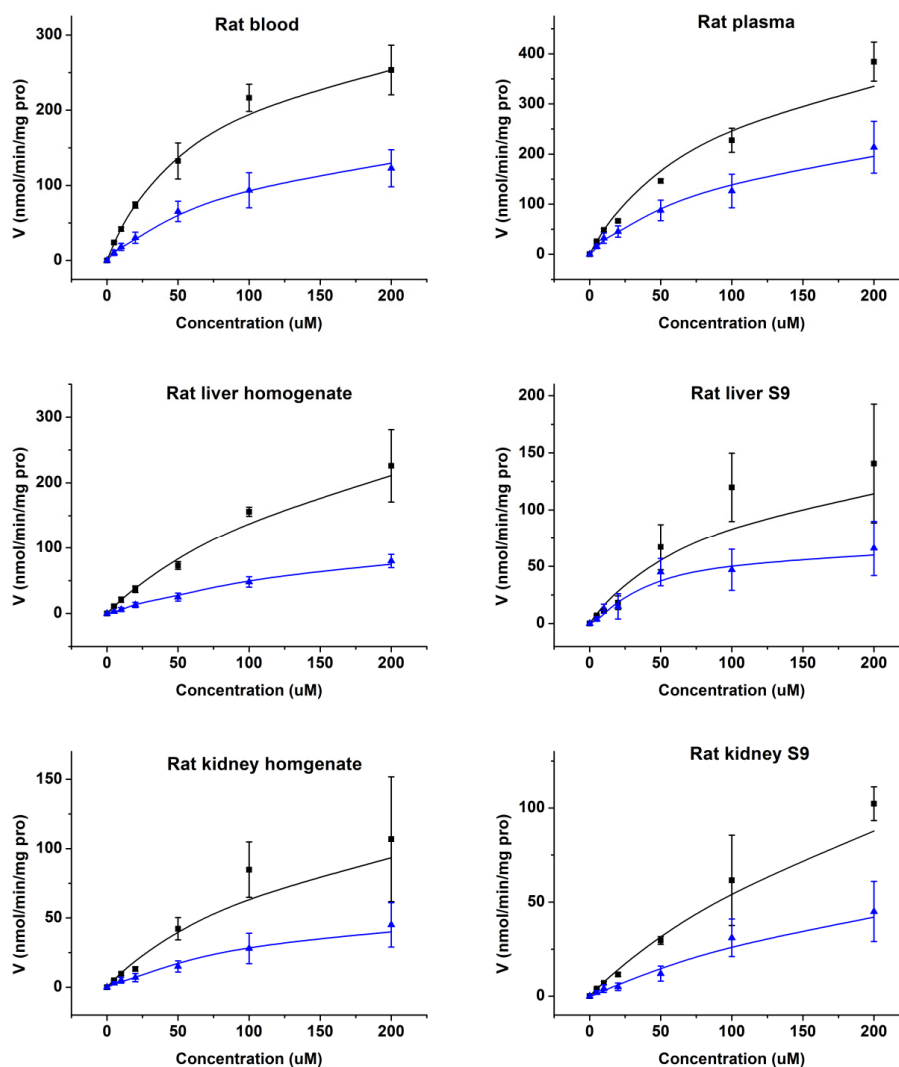 Rat blood
300
200
100
0
V (nmol/min/mg pro)
0 50 100 150 200
Concentration (uM)
Rat plasma
400
300
200
100
0
V (nmol/min/mg pro)
0 50 100 150 200
Concentration (uM)
Rat liver homogenate
300
200
100
0
V (nmol/min/mg pro)
0 50 100 150 200
Concentration (uM)
Rat liver S9
200
150
100
50
0
V (nmol/min/mg pro)
0 50 100 150 200
Concentration (uM)
Rat kidney homgenate
150
100
50
0
V (nmol/min/mg pro)
0 50 100 150 200
Concentration (uM)
Rat kidney S9
100
50
0
V (nmol/min/mg pro)
0 50 100 150 200
Concentration (uM)